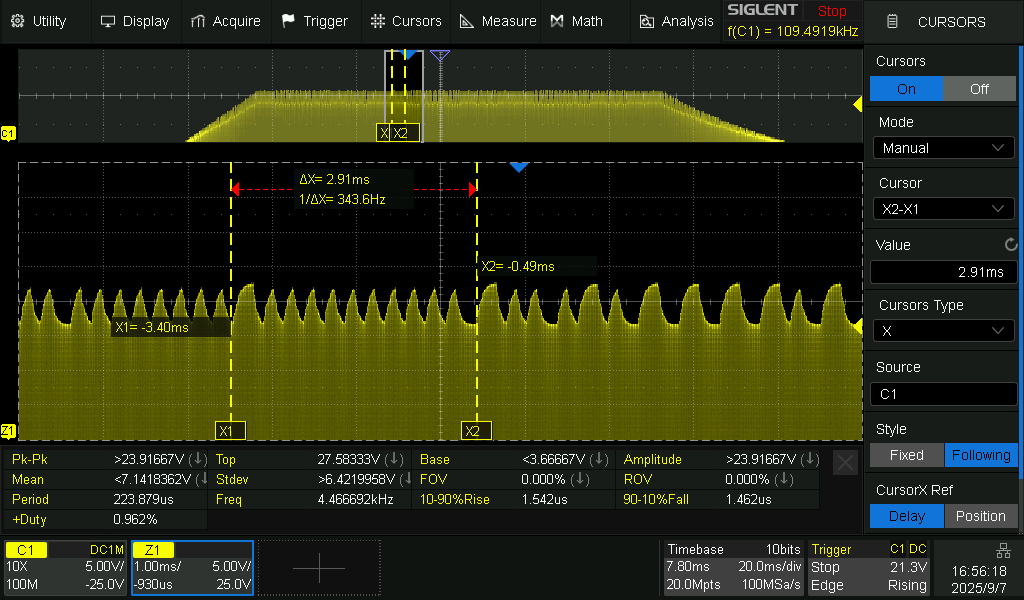 Utility Display Acquire Trigger Cursors Measure Math Analysis
SIGLENT Stop
f(C1) = 109.4919kHz
CURSORS
Cursors
On Off
Mode
Manual
Cursor
X2-X1
Value
2.91ms
Cursors Type
X
Source
C1
Style
Fixed Following
CursorX Ref
Delay Position
C1
X X2
ΔX= 2.91ms
1/ΔX= 343.6Hz
X2= -0.49ms
X1= -3.40ms
Z1
X1 X2
Pk-Pk >23.91667V (↓) Top 27.58333V (↓) Base <3.66667V (↓) Amplitude >23.91667V (↓)
Mean <7.1418362V (↓) Stdev >6.4219958V (↓) FOV 0.000% (↓) ROV 0.000% (↓)
Period 223.879us Freq 4.466692kHz 10-90%Rise 1.542us 90-10%Fall 1.462us
+Duty 0.962%
C1 DC1M
10X 5.00V/
100M -25.0V
Z1
1.00ms/ 5.00V/
-930us 25.0V
Timebase 10bits
7.80ms 20.0ms/div
20.0Mpts 100MSa/s
Trigger C1 DC
Stop 21.3V
Edge Rising
16:56:18
2025/9/7